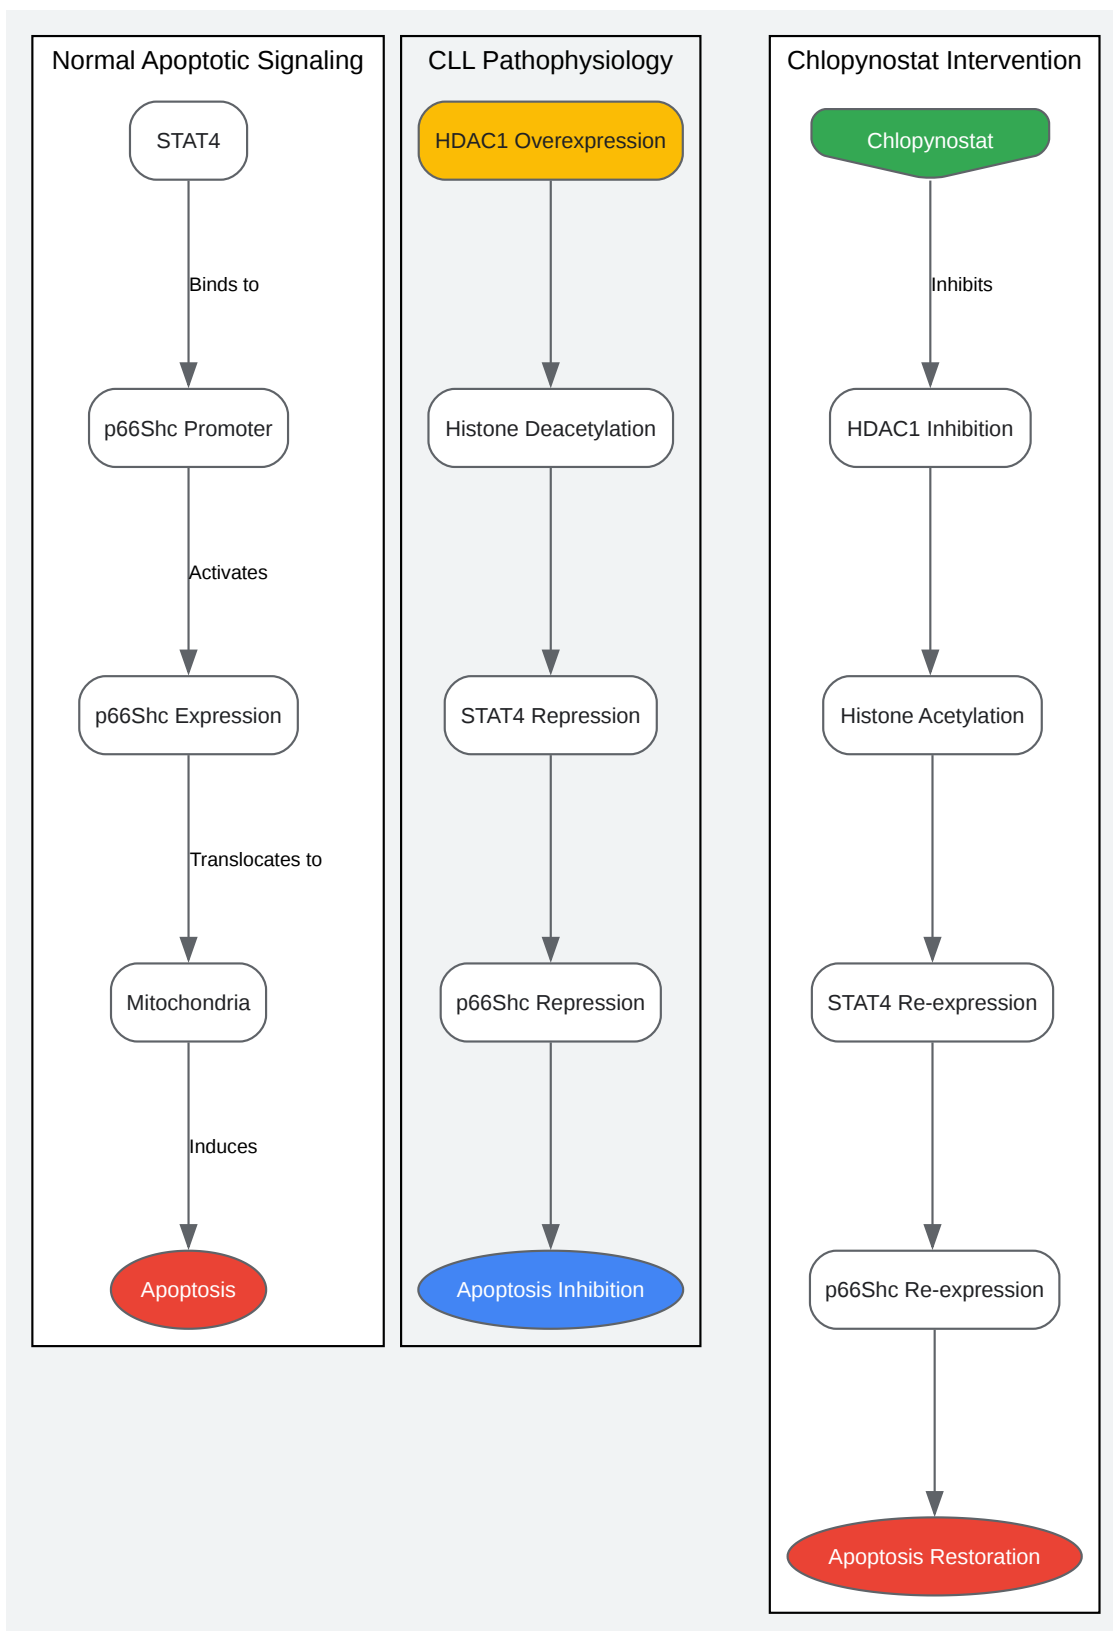 Normal Apoptotic Signaling
STAT4
Binds to
p66Shc Promoter
Activates
p66Shc Expression
Translocates to
Mitochondria
Induces
Apoptosis
CLL Pathophysiology
HDAC1 Overexpression
Histone Deacetylation
STAT4 Repression
p66Shc Repression
Apoptosis Inhibition
Chlopynostat Intervention
Chlopynostat
Inhibits
HDAC1 Inhibition
Histone Acetylation
STAT4 Re-expression
p66Shc Re-expression
Apoptosis Restoration